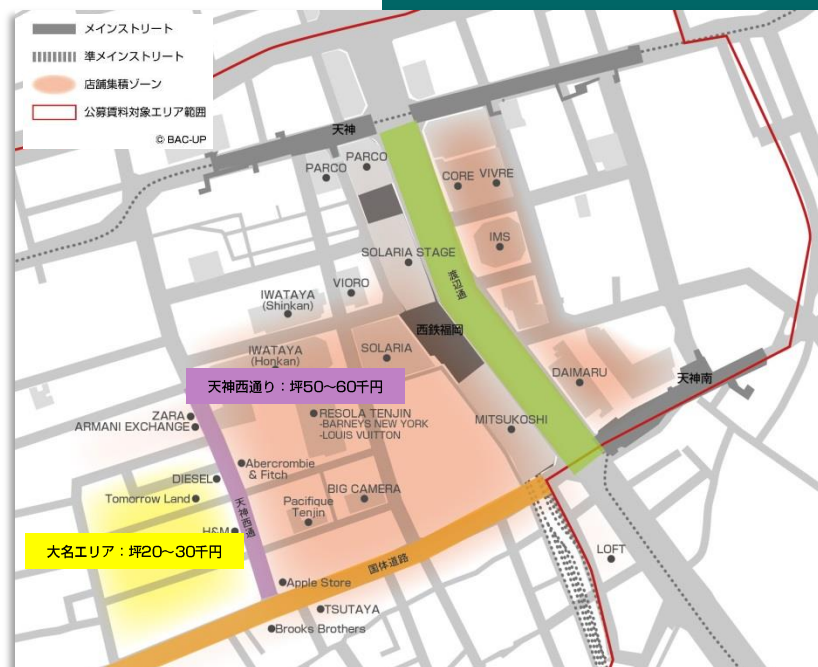 メインストリート
準メインストリート
店舗集積ゾーン
公募賃料対象エリア範囲
© BAC-UP
天神
PARCO
PARCO
CORE
VIVRE
IMS
SOLARIA STAGE
渡辺通
VIORO
IWATAYA
(Shinkan)
西鉄福岡
IWATAYA
(Honkan)
SOLARIA
DAIMARU
天神南
天神西通り：坪50～60千円
ZARA
ARMANI EXCHANGE
RESOLA TENJIN
-BARNEYS NEW YORK
-LOUIS VUITTON
MITSUKOSHI
Abercrombie
& Fitch
DIESEL
Tomorrow Land
BIG CAMERA
Pacifique
Tenjin
天神西通
H&M
大名エリア：坪20～30千円
国体道路
LOFT
Apple Store
TSUTAYA
Brooks Brothers